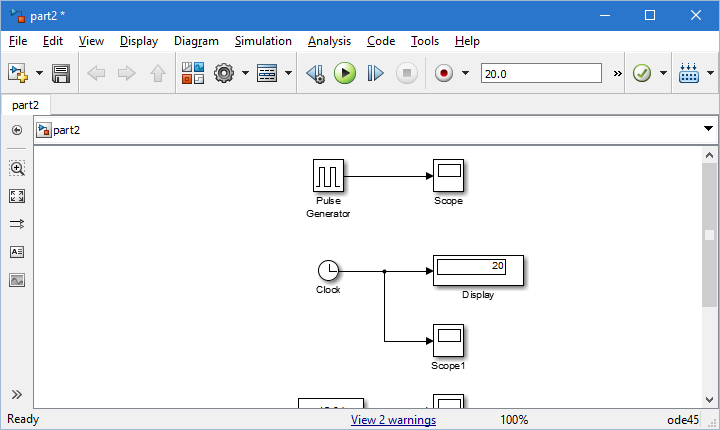 part2 *
File Edit View Display Diagram Simulation Analysis Code Tools Help
20.0
part2
part2
Pulse
Generator
Scope
Clock
20
Display
Scope1
Ready View 2 warnings 100% ode45